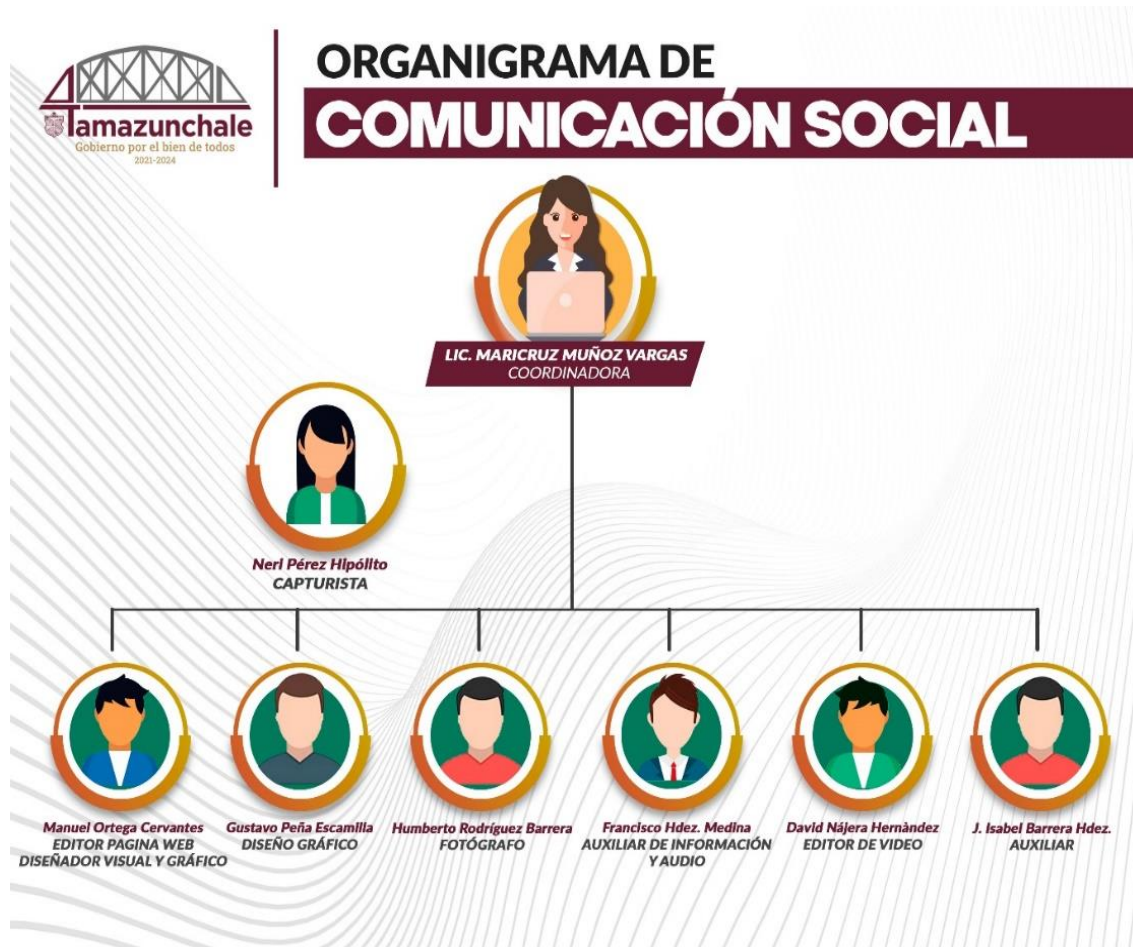 Tamazunchale
Gobierno por el bien de todos
2021-2024
ORGANIGRAMA DE
COMUNICACIÓN SOCIAL
LIC. MARICRUZ MUÑOZ VARGAS
COORDINADORA
Neri Pérez Hipólito
CAPTURISTA
Manuel Ortega Cervantes
EDITOR PAGINA WEB
DISEÑADOR VISUAL Y GRÁFICO
Gustavo Peña Escamilla
DISEÑO GRÁFICO
Humberto Rodríguez Barrera
FOTÓGRAFO
Francisco Hdez. Medina
AUXILIAR DE INFORMACIÓN
Y AUDIO
David Nájera Hernàndez
EDITOR DE VIDEO
J. Isabel Barrera Hdez.
AUXILIAR